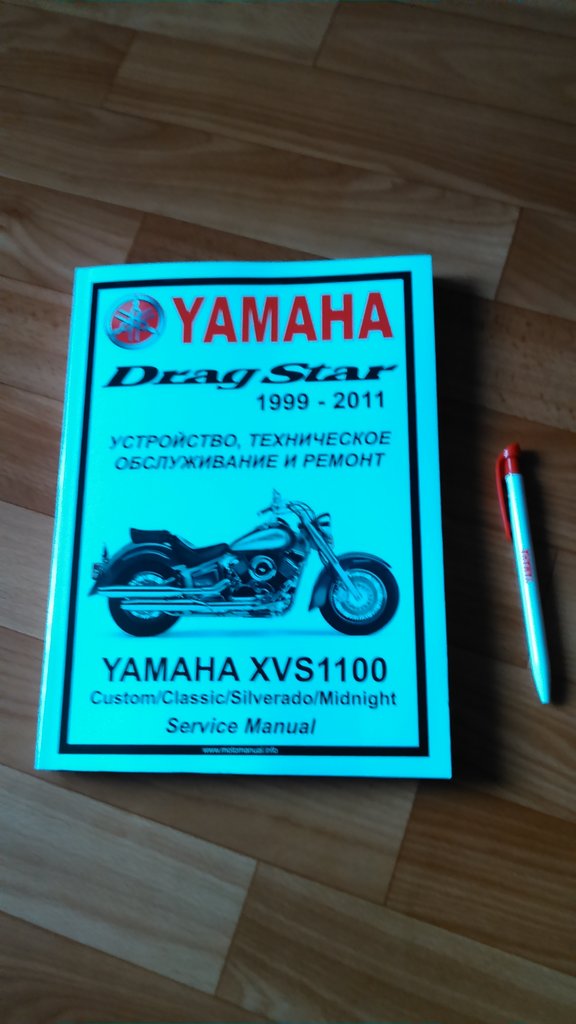 YAMAHA
Drag Star
1999 - 2011
УСТРОЙСТВО, ТЕХНИЧЕСКОЕ
ОБСЛУЖИВАНИЕ И РЕМОНТ
YAMAHA XVS1100
Custom/Classic/Silverado/Midnight
Service Manual
www.motomanual.info